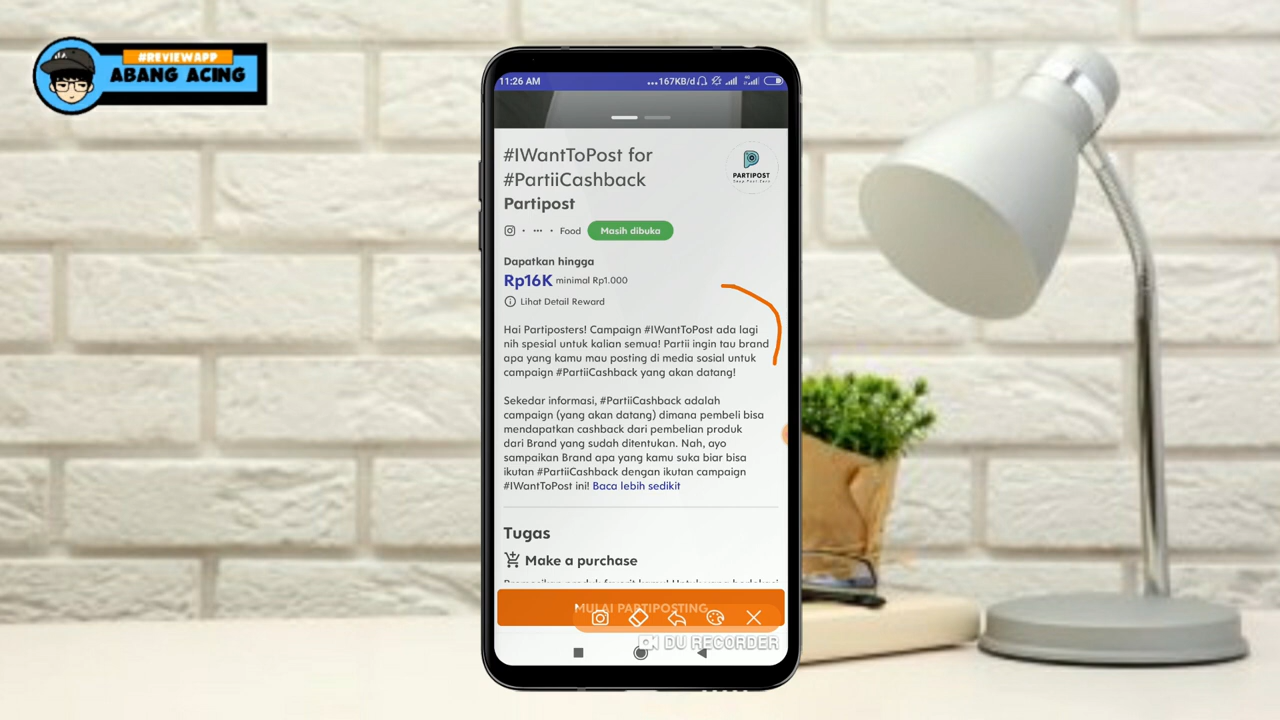 #REVIEWAPP
ABANG ACING
11:26 AM
...167KB/d
4G
#IWantToPost for
#PartiiCashback
PARTIPOST
Partipost
Food
Masih dibuka
Dapatkan hingga
Rp16K minimal Rp1.000
Lihat Detail Reward
Hai Partiposters! Campaign #IWantToPost ada lagi
nih spesial untuk kalian semua! Partii ingin tau brand
apa yang kamu mau posting di media sosial untuk
campaign #PartiiCashback yang akan datang!
Sekedar informasi, #PartiiCashback adalah
campaign (yang akan datang) dimana pembeli bisa
mendapatkan cashback dari pembelian produk
dari Brand yang sudah ditentukan. Nah, ayo
sampaikan Brand apa yang kamu suka biar bisa
ikutan #PartiiCashback dengan ikutan campaign
#IWantToPost ini! Baca lebih sedikit
Tugas
Make a purchase
MULAI PARTIPOSTING
DU RECORDER